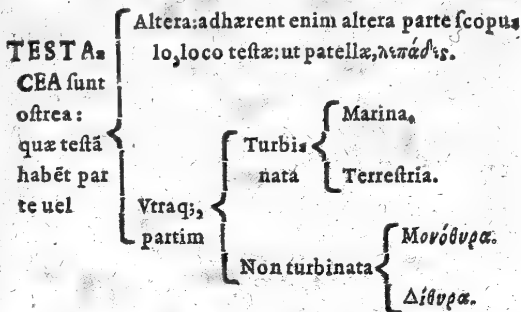 Altera:adhærent enim altera parte ſcopu⸗
lo,loco teſtæ:ut patellæ,λεπάδες.
TESTA⸗
CEA ſunt
oſtrea:
quæ teſtã
habẽt par
te uel
Vtraq;,
partim
Turbi⸗
nata
Marina.
Terreſtria.
Non turbinata
Μονόθυρα.
Δίθυρα.